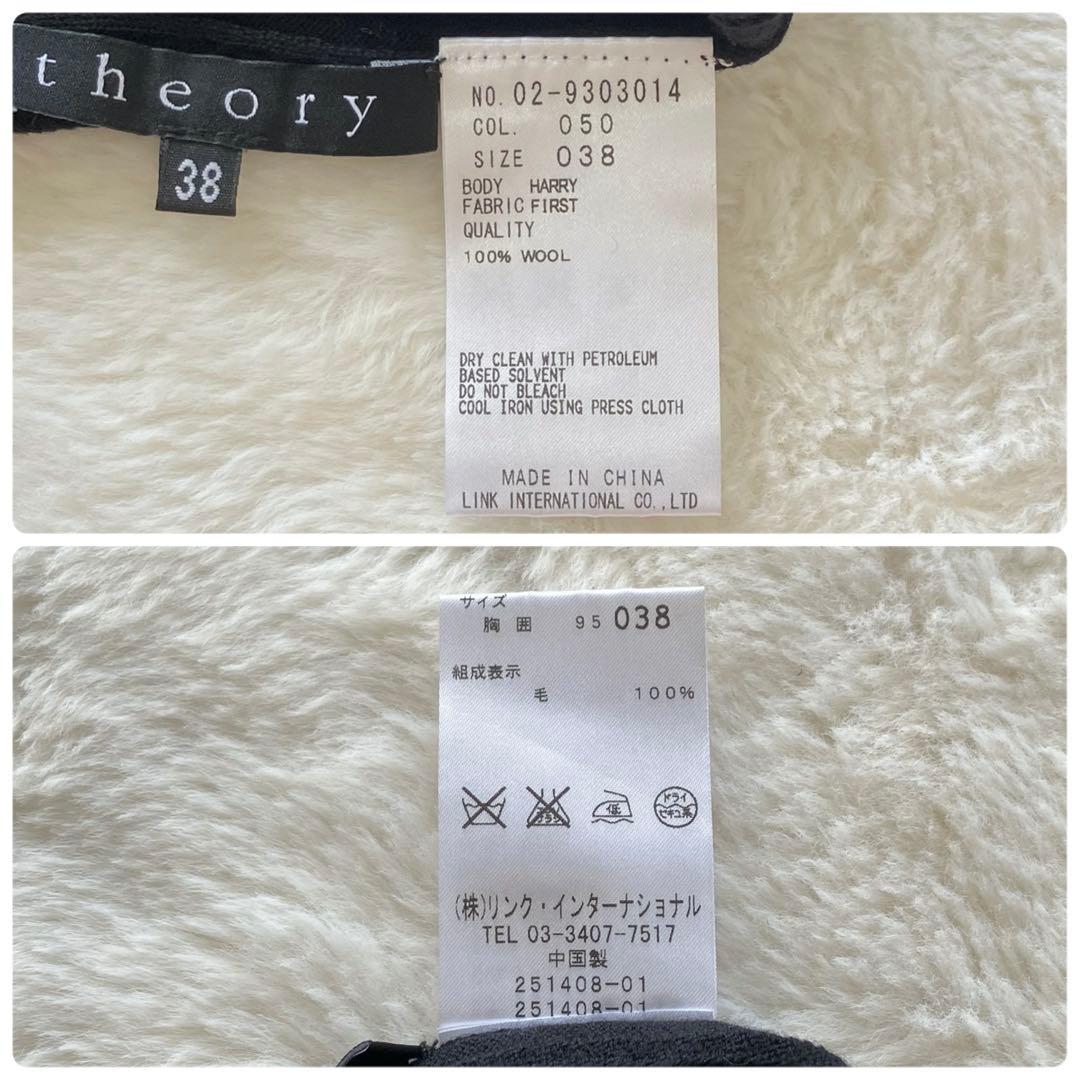 theory
38
NO. 02-9303014
COL. 050
SIZE 038
BODY HARRY
FABRIC FIRST
QUALITY
100% WOOL
DRY CLEAN WITH PETROLEUM
BASED SOLVENT
DO NOT BLEACH
COOL IRON USING PRESS CLOTH
MADE IN CHINA
LINK INTERNATIONAL CO.,LTD
サイズ
胸囲 95 038
組成表示
毛 100%
低 ドライ
セキユ系
(株)リンク・インターナショナル
TEL 03-3407-7517
中国製
251408-01
251408-01